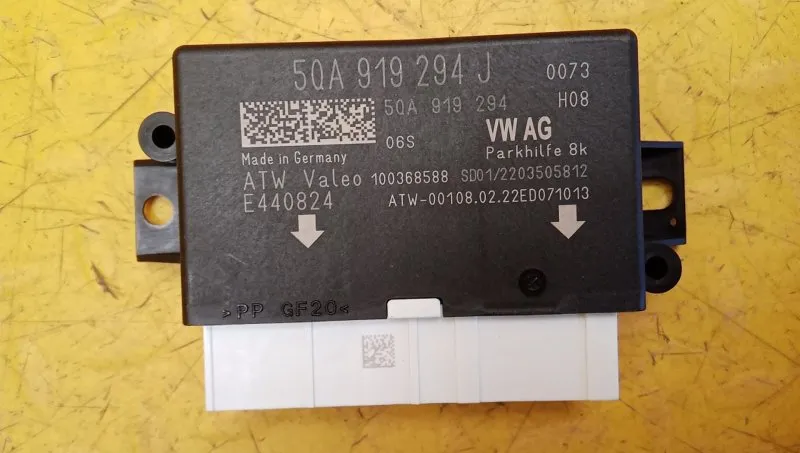 5QA 919 294 J 0073
5QA 919 294 H08
06S VW AG
Made in Germany Parkhilfe 8k
ATW Valeo 100368588 SD01/2203505812
E440824 ATW-00108.02.22ED071013
>PP GF20<